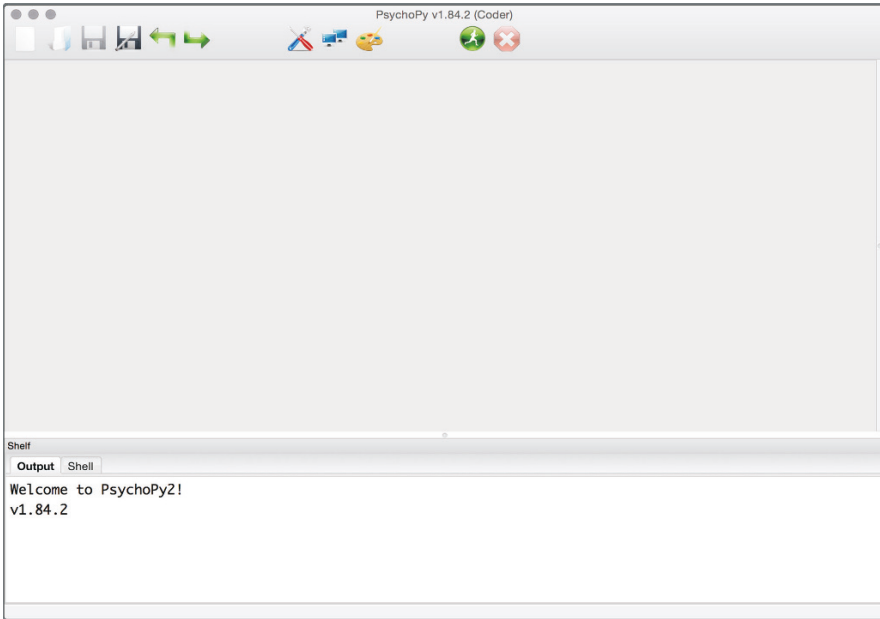 PsychoPy v1.84.2 (Coder)
Shelf
Output Shell
Welcome to PsychoPy2!
v1.84.2